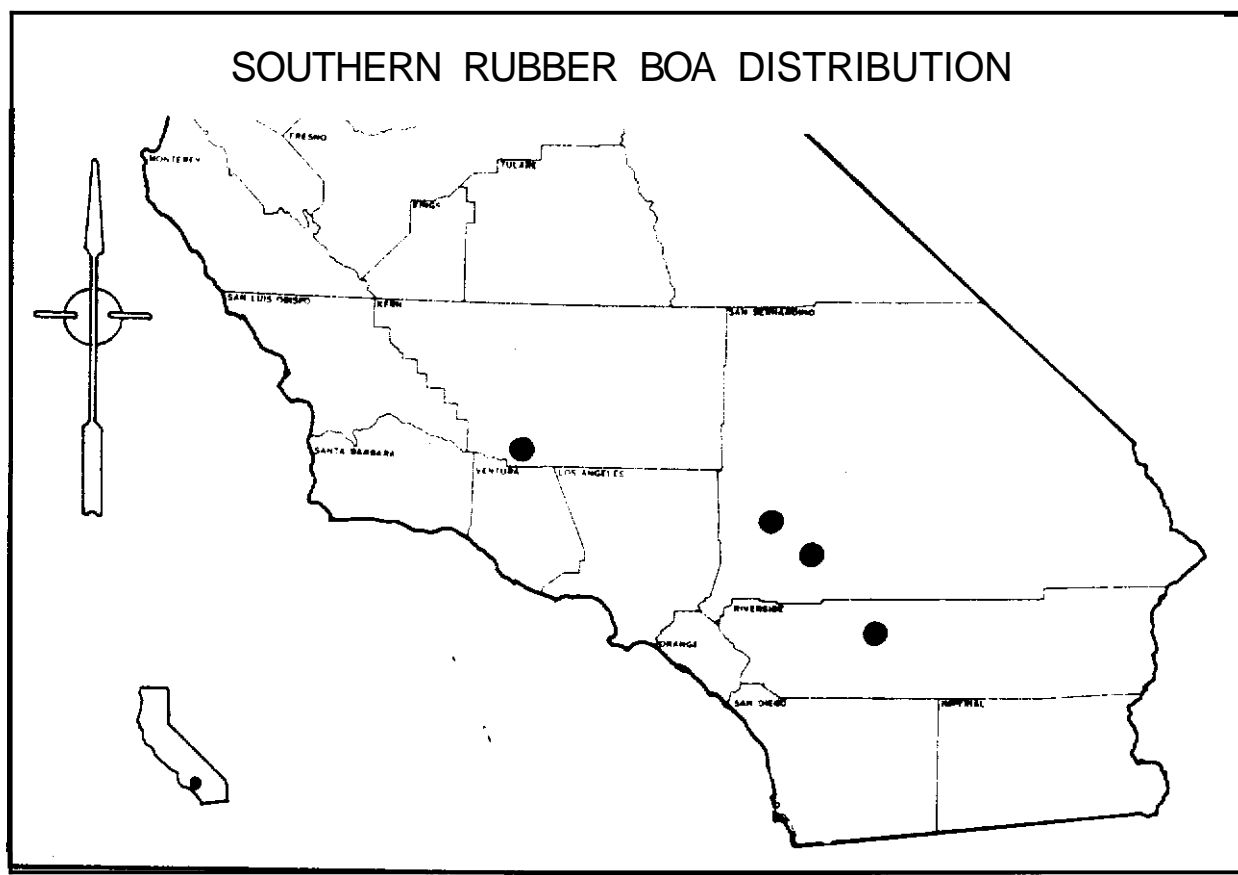 SOUTHERN RUBBER BOA DISTRIBUTION
FRESNO
MONTEREY
TULARE
KINGS
SAN LUIS OBISPO
KERN
SAN BERNARDINO
SANTA BARBARA
VENTURA
LOS ANGELES
RIVERSIDE
ORANGE
SAN DIEGO
IMPERIAL